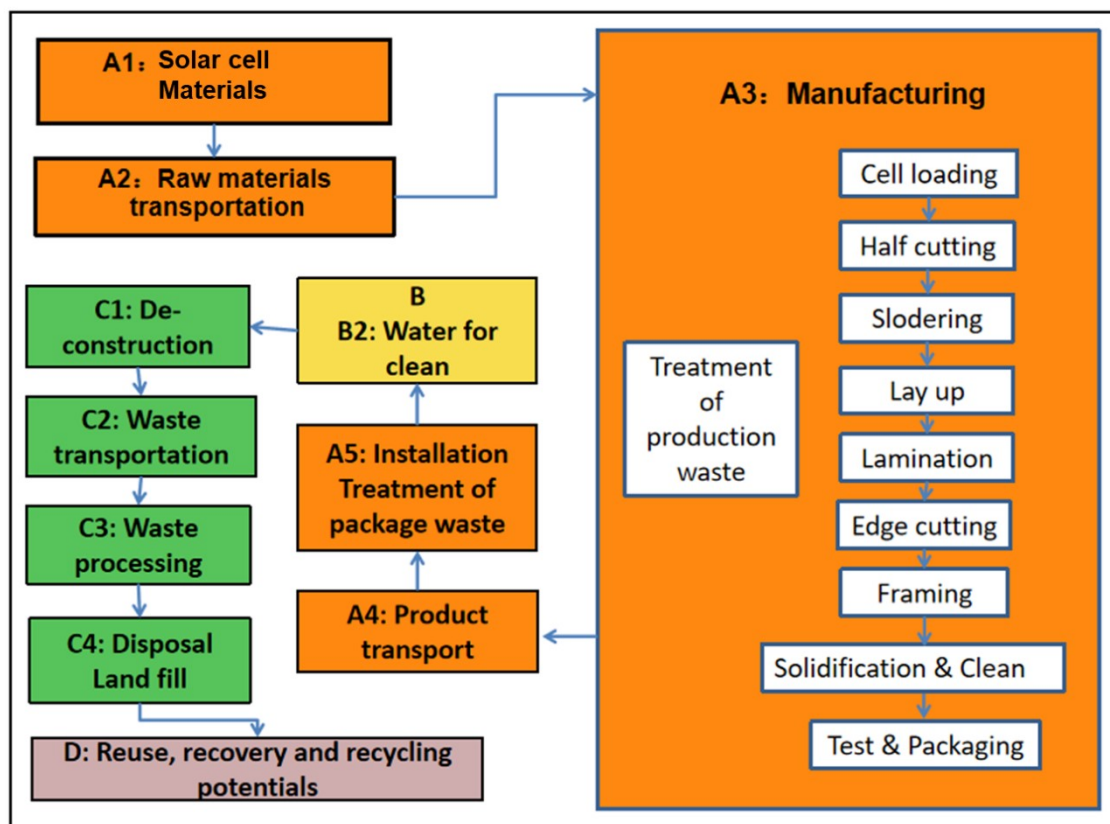 A1：Solar cell
Materials
A2：Raw materials
transportation
A3：Manufacturing
Cell loading
Half cutting
Slodering
Lay up
Lamination
Edge cutting
Framing
Solidification & Clean
Test & Packaging
Treatment
of
production
waste
A4: Product
transport
A5: Installation
Treatment of
package waste
B
B2: Water for
clean
C1: De-
construction
C2: Waste
transportation
C3: Waste
processing
C4: Disposal
Land fill
D: Reuse, recovery and recycling
potentials